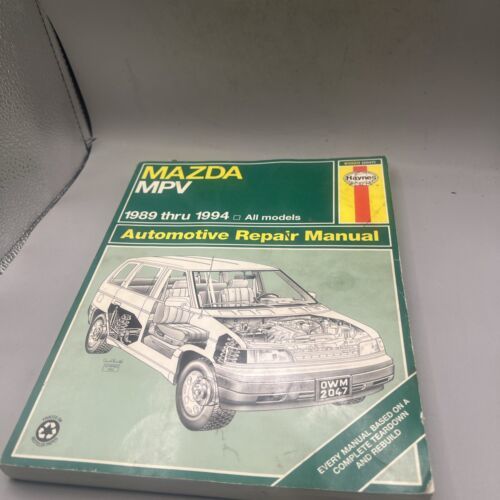 MAZDA
MPV
Haynes
1989 thru 1994 □ All models
Automotive Repair Manual
OWM
2047
EVERY MANUAL BASED ON A
COMPLETE TEARDOWN
AND REBUILD